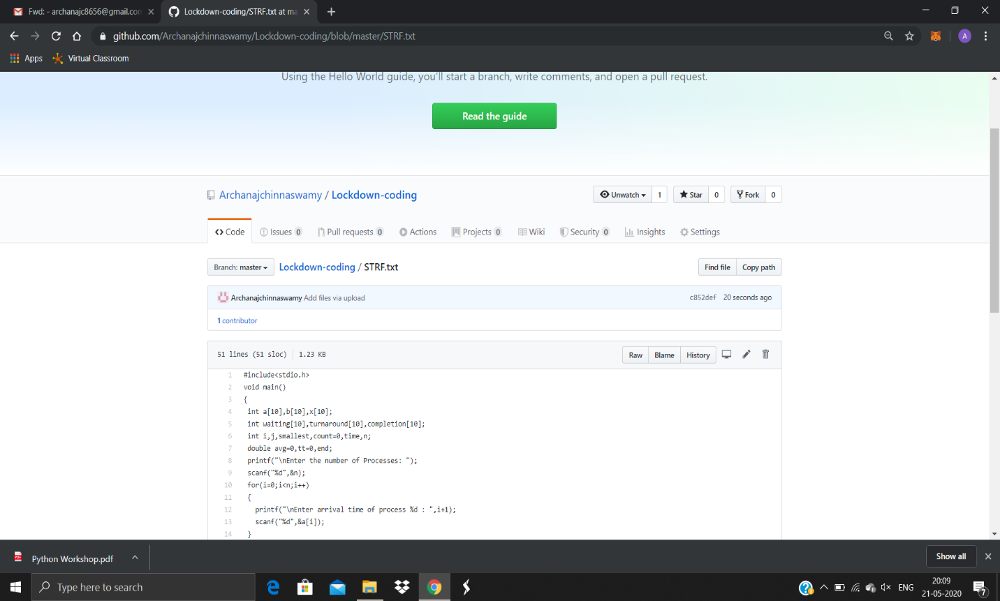 Fwd: - archanajc8656@gmail.com
Lockdown-coding/STRF.txt at ma
github.com/Archanajchinnaswamy/Lockdown-coding/blob/master/STRF.txt
A
Apps
Virtual Classroom
Using the Hello World guide, you'll start a branch, write comments, and open a pull request.
Read the guide
Archanajchinnaswamy / Lockdown-coding
Unwatch 1 Star 0 Fork 0
Code Issues 0 Pull requests 0 Actions Projects 0 Wiki Security 0 Insights Settings
Branch: master Lockdown-coding / STRF.txt Find file Copy path
Archanajchinnaswamy Add files via upload c852def 20 seconds ago
1 contributor
51 lines (51 sloc) 1.23 KB Raw Blame History
1 #include<stdio.h>
2 void main()
3 {
4 int a[10],b[10],x[10];
5 int waiting[10],turnaround[10],completion[10];
6 int i,j,smallest,count=0,time,n;
7 double avg=0,tt=0,end;
8 printf("\nEnter the number of Processes: ");
9 scanf("%d",&n);
10 for(i=0;i<n;i++)
11 {
12 printf("\nEnter arrival time of process %d : ",i+1);
13 scanf("%d",&a[i]);
14 }
Python Workshop.pdf
Show all
Type here to search
ENG
20:09
21-05-2020
7